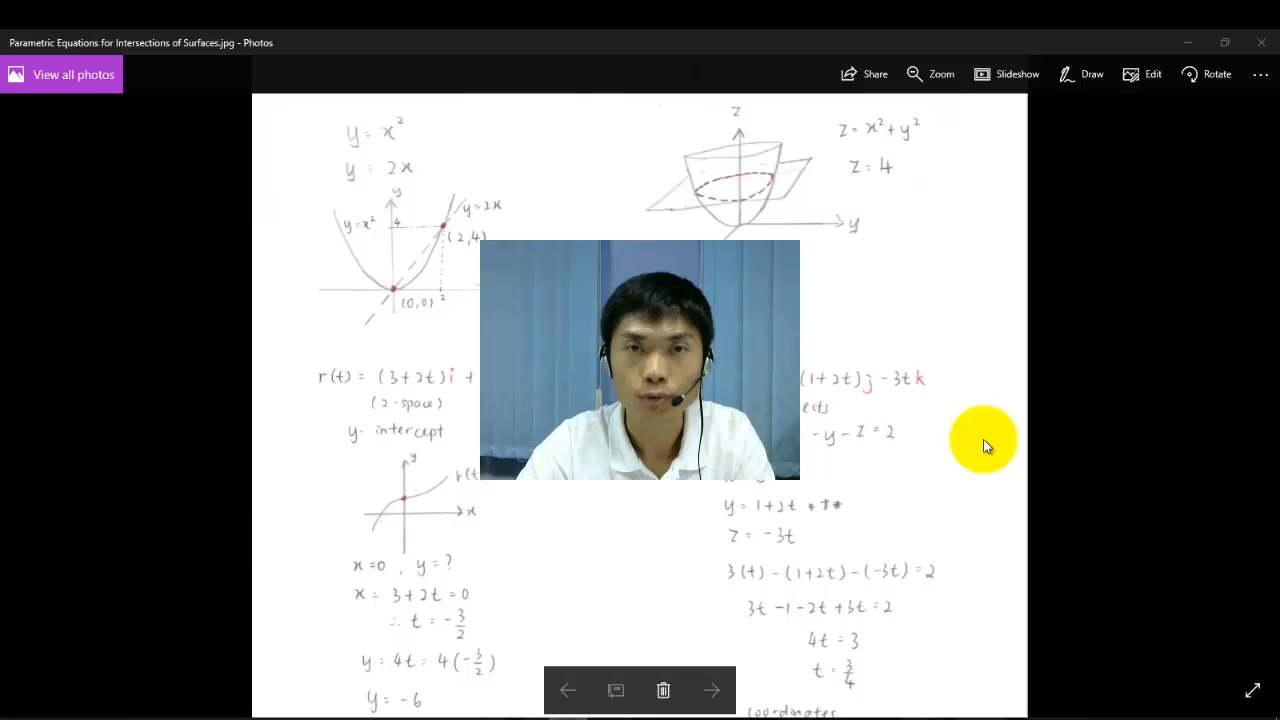 Parametric Equations for Intersections of Surfaces.jpg - Photos
View all photos
Share
Zoom
Slideshow
Draw
Edit
Rotate
y = x²
y = 2x
y
y = x²
4
y = 2x
(2,4)
(0,0)
2
z
z = x² + y²
z = 4
y
r(t) = (3+2t)i +
(2-space)
y-intercept
y
r(t
x
x=0 , y=?
x = 3+2t = 0
∴ t = -3/2
y = 4t = 4(-3/2)
y = -6
(1+2t)j - 3tk
ects
-y-z = 2
y = 1+2t
z = -3t
3(t) - (1+2t) - (-3t) = 2
3t - 1 - 2t + 3t = 2
4t = 3
t = 3/4
coordinates